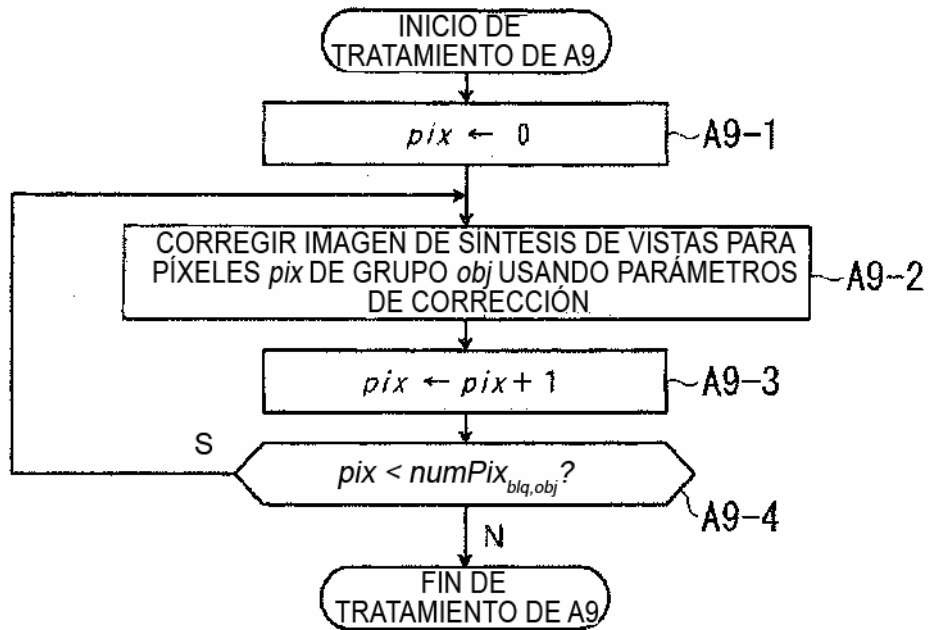 INICIO DE
TRATAMIENTO DE A9
pix ← 0
A9-1
CORREGIR IMAGEN DE SÍNTESIS DE VISTAS PARA
PÍXELES pix DE GRUPO obj USANDO PARÁMETROS
DE CORRECCIÓN
A9-2
pix ← pix + 1
A9-3
S
pix < numPix_blq,obj?
A9-4
N
FIN DE
TRATAMIENTO DE A9